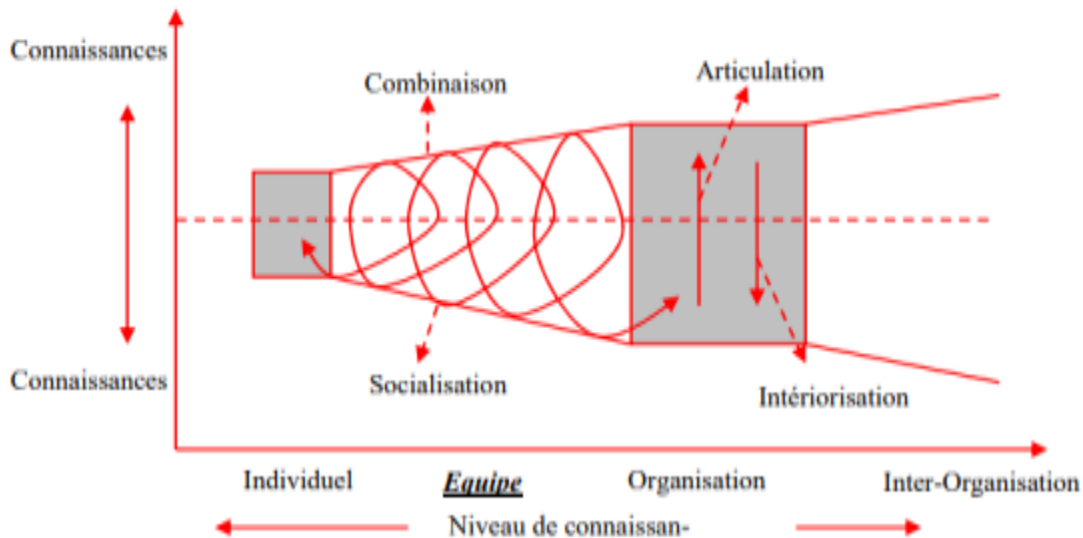 Connaissances
Combinaison
Articulation
Connaissances
Socialisation
Intériorisation
Individuel
Equipe
Organisation
Inter-Organisation
Niveau de connaissan-